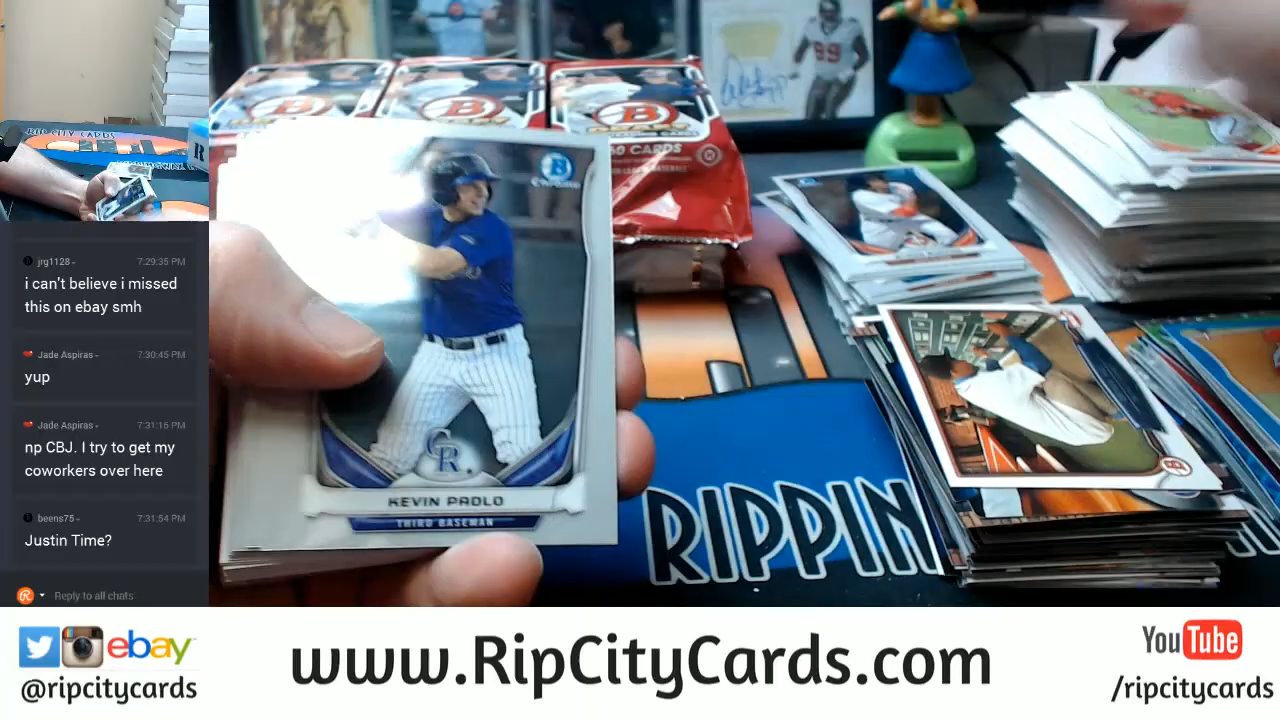 RIP CITY CARDS
jrg1128-
7:29:35 PM
i can't believe i missed
this on ebay smh
Jade Aspiras-
7:30:45 PM
yup
Jade Aspiras-
7:31:16 PM
np CBJ. I try to get my
coworkers over here
beens75-
7:31:54 PM
Justin Time?
Reply to all chats
B
B
B
CARDS
89
CR
KEVIN PADLO
THIRD BASEMAN
B
RIPPIN
ebay
@ripcitycards
www.RipCityCards.com
YouTube
/ripcitycards